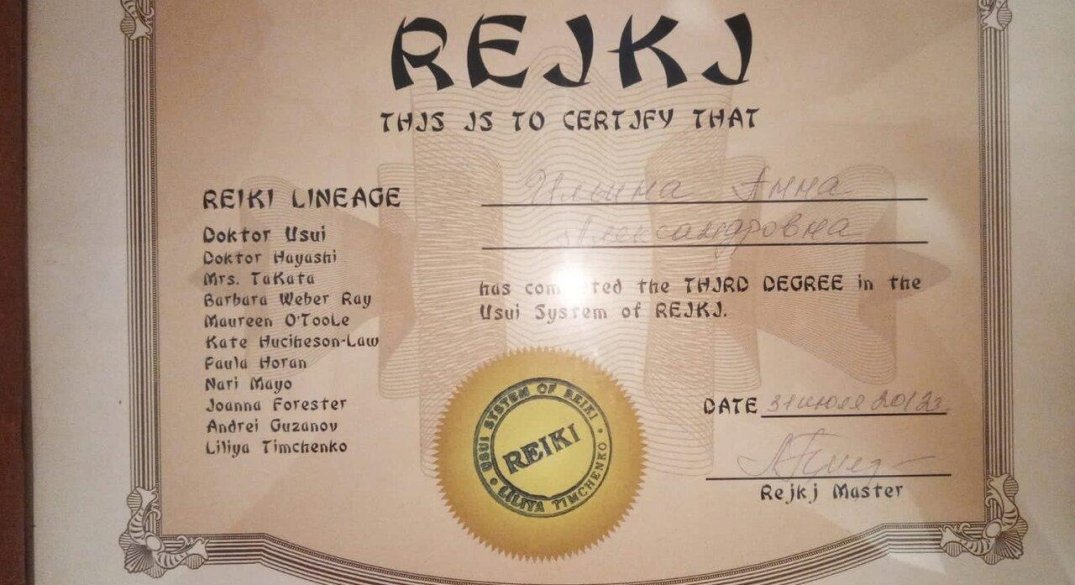 REJKJ
THJS JS TO CERTJFY THAT
REIKI LINEAGE
Doktor Usui
Doktor Hayashi
Mrs. TaKata
Barbara Weber Ray
Maureen O'TooLe
Kate Huciheson-Law
Paula Horan
Nari Mayo
Joanna Forester
Andrei Guzanov
Liliya Timchenko
Ильина Анна
Александровна
has com ted the THJRD DEGREE in the
Usui System of REJKJ.
USUI SYSTEM OF REIKI
REIKI
LILIYA TIMCHENKO
DATE 31 июля 2012г
Rejkj Master